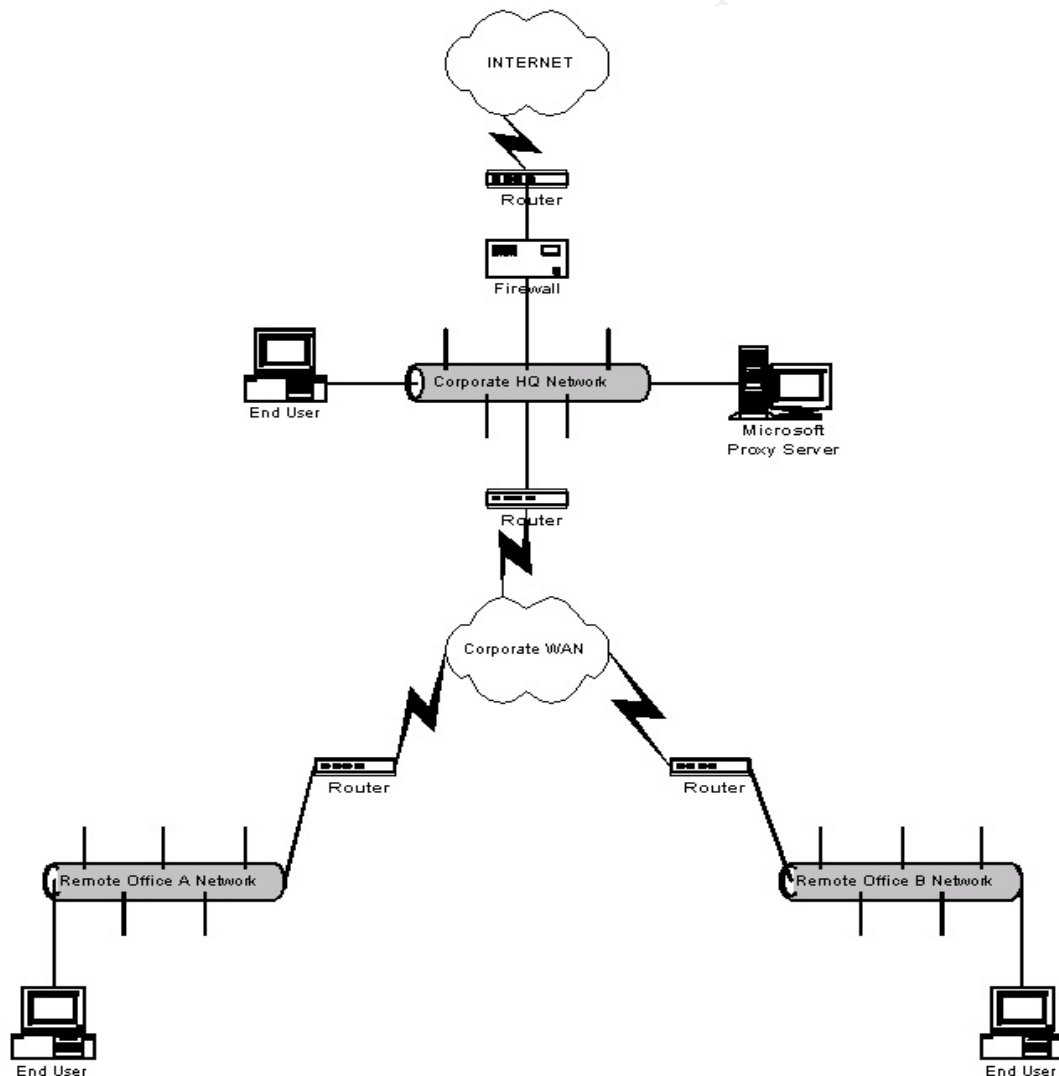 INTERNET
Router
Firewall
Corporate HQ Network
End User
Microsoft
Proxy Server
Router
Corporate WAN
Router
Router
Remote Office A Network
Remote Office B Network
End User
End User